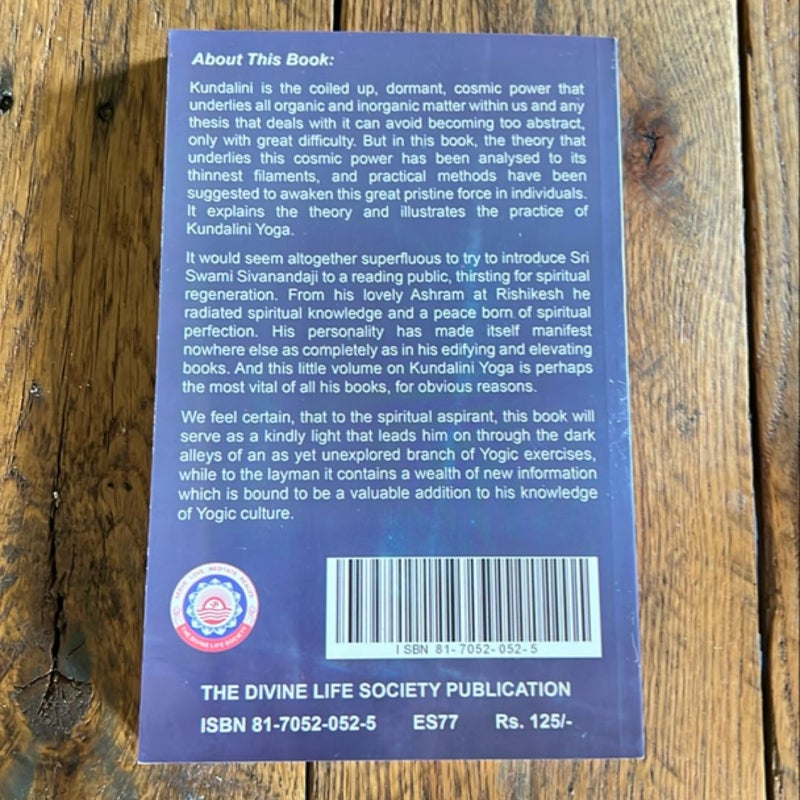 About This Book:
Kundalini is the coiled up, dormant, cosmic power that
underlies all organic and inorganic matter within us and any
thesis that deals with it can avoid becoming too abstract,
only with great difficulty. But in this book, the theory that
underlies this cosmic power has been analysed to its
thinnest filaments, and practical methods have been
suggested to awaken this great pristine force in individuals.
It explains the theory and illustrates the practice of
Kundalini Yoga.
It would seem altogether superfluous to try to introduce Sri
Swami Sivanandaji to a reading public, thirsting for spiritual
regeneration. From his lovely Ashram at Rishikesh he
radiated spiritual knowledge and a peace born of spiritual
perfection. His personality has made itself manifest
nowhere else as completely as in his edifying and elevating
books. And this little volume on Kundalini Yoga is perhaps
the most vital of all his books, for obvious reasons.
We feel certain, that to the spiritual aspirant, this book will
serve as a kindly light that leads him on through the dark
alleys of an as yet unexplored branch of Yogic exercises,
while to the layman it contains a wealth of new information
which is bound to be a valuable addition to his knowledge
of Yogic culture.
SERVE LOVE MEDITATE REALIZE
THE DIVINE LIFE SOCIETY
ISBN 81-7052-052-5
THE DIVINE LIFE SOCIETY PUBLICATION
ISBN 81-7052-052-5 ES77 Rs. 125/-